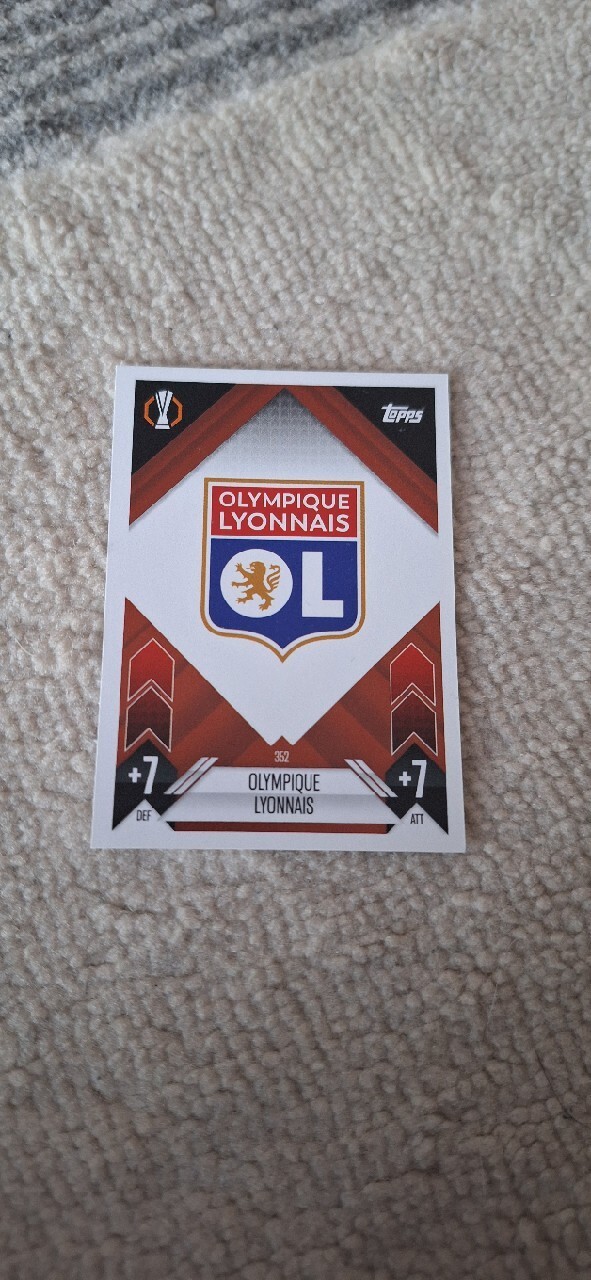 Topps
OLYMPIQUE
LYONNAIS
OL
352
+7
DEF
OLYMPIQUE
LYONNAIS
+7
ATT